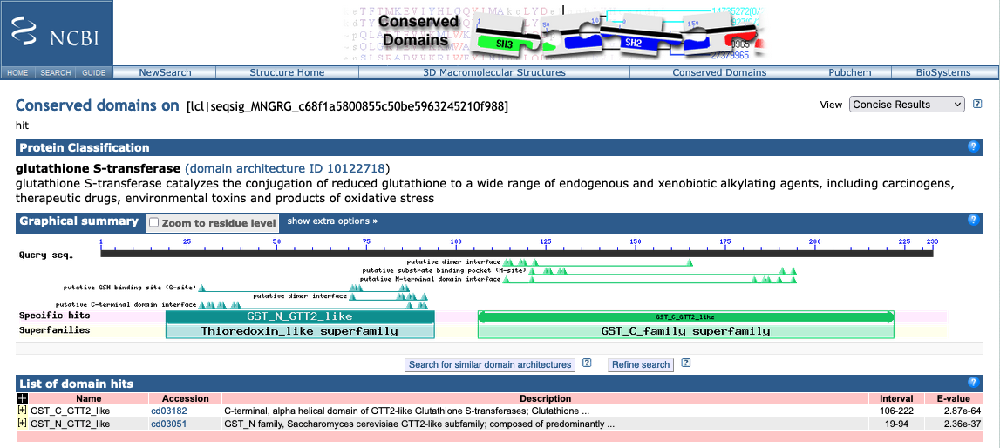 NCBI
Conserved
Domains
SH3
SH2
HOME SEARCH GUIDE NewSearch Structure Home 3D Macromolecular Structures Conserved Domains Pubchem BioSystems
Conserved domains on [lcl|seqsig_MNGRG_c68f1a5800855c50be5963245210f988]
View Concise Results ?
hit
Protein Classification ?
glutathione S-transferase (domain architecture ID 10122718)
glutathione S-transferase catalyzes the conjugation of reduced glutathione to a wide range of endogenous and xenobiotic alkylating agents, including carcinogens,
therapeutic drugs, environmental toxins and products of oxidative stress
Graphical summary Zoom to residue level show extra options » ?
1 25 50 75 100 125 150 175 200 225 233
Query seq.
putative dimer interface
putative substrate binding pocket (H-site)
putative N-terminal domain interface
putative GSH binding site (G-site)
putative dimer interface
putative C-terminal domain interface
Specific hits GST_N_GTT2_like GST_C_GTT2_like
Superfamilies Thioredoxin_like superfamily GST_C_family superfamily
Search for similar domain architectures ? Refine search ?
List of domain hits ?
+ Name Accession Description Interval E-value
[+] GST_C_GTT2_like cd03182 C-terminal, alpha helical domain of GTT2-like Glutathione S-transferases; Glutathione ... 106-222 2.87e-64
[+] GST_N_GTT2_like cd03051 GST_N family, Saccharomyces cerevisiae GTT2-like subfamily; composed of predominantly ... 19-94 2.36e-37